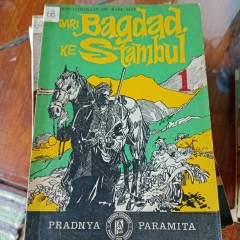 DARI
Bagdad
KE
Stambul
1
PRADNYA PARAMITA